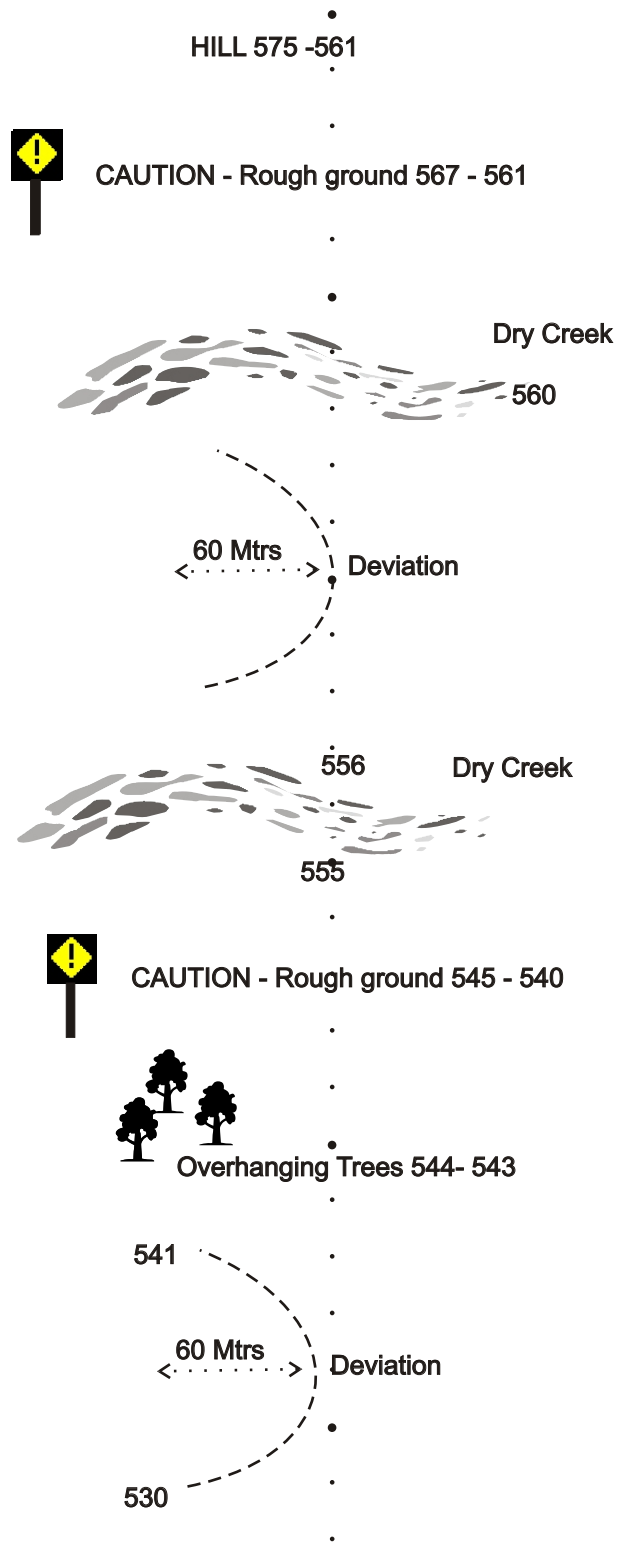 HILL 575 -561
!
CAUTION - Rough ground 567 - 561
Dry Creek
560
60 Mtrs
Deviation
556
Dry Creek
555
!
CAUTION - Rough ground 545 - 540
Overhanging Trees 544- 543
541
60 Mtrs
Deviation
530